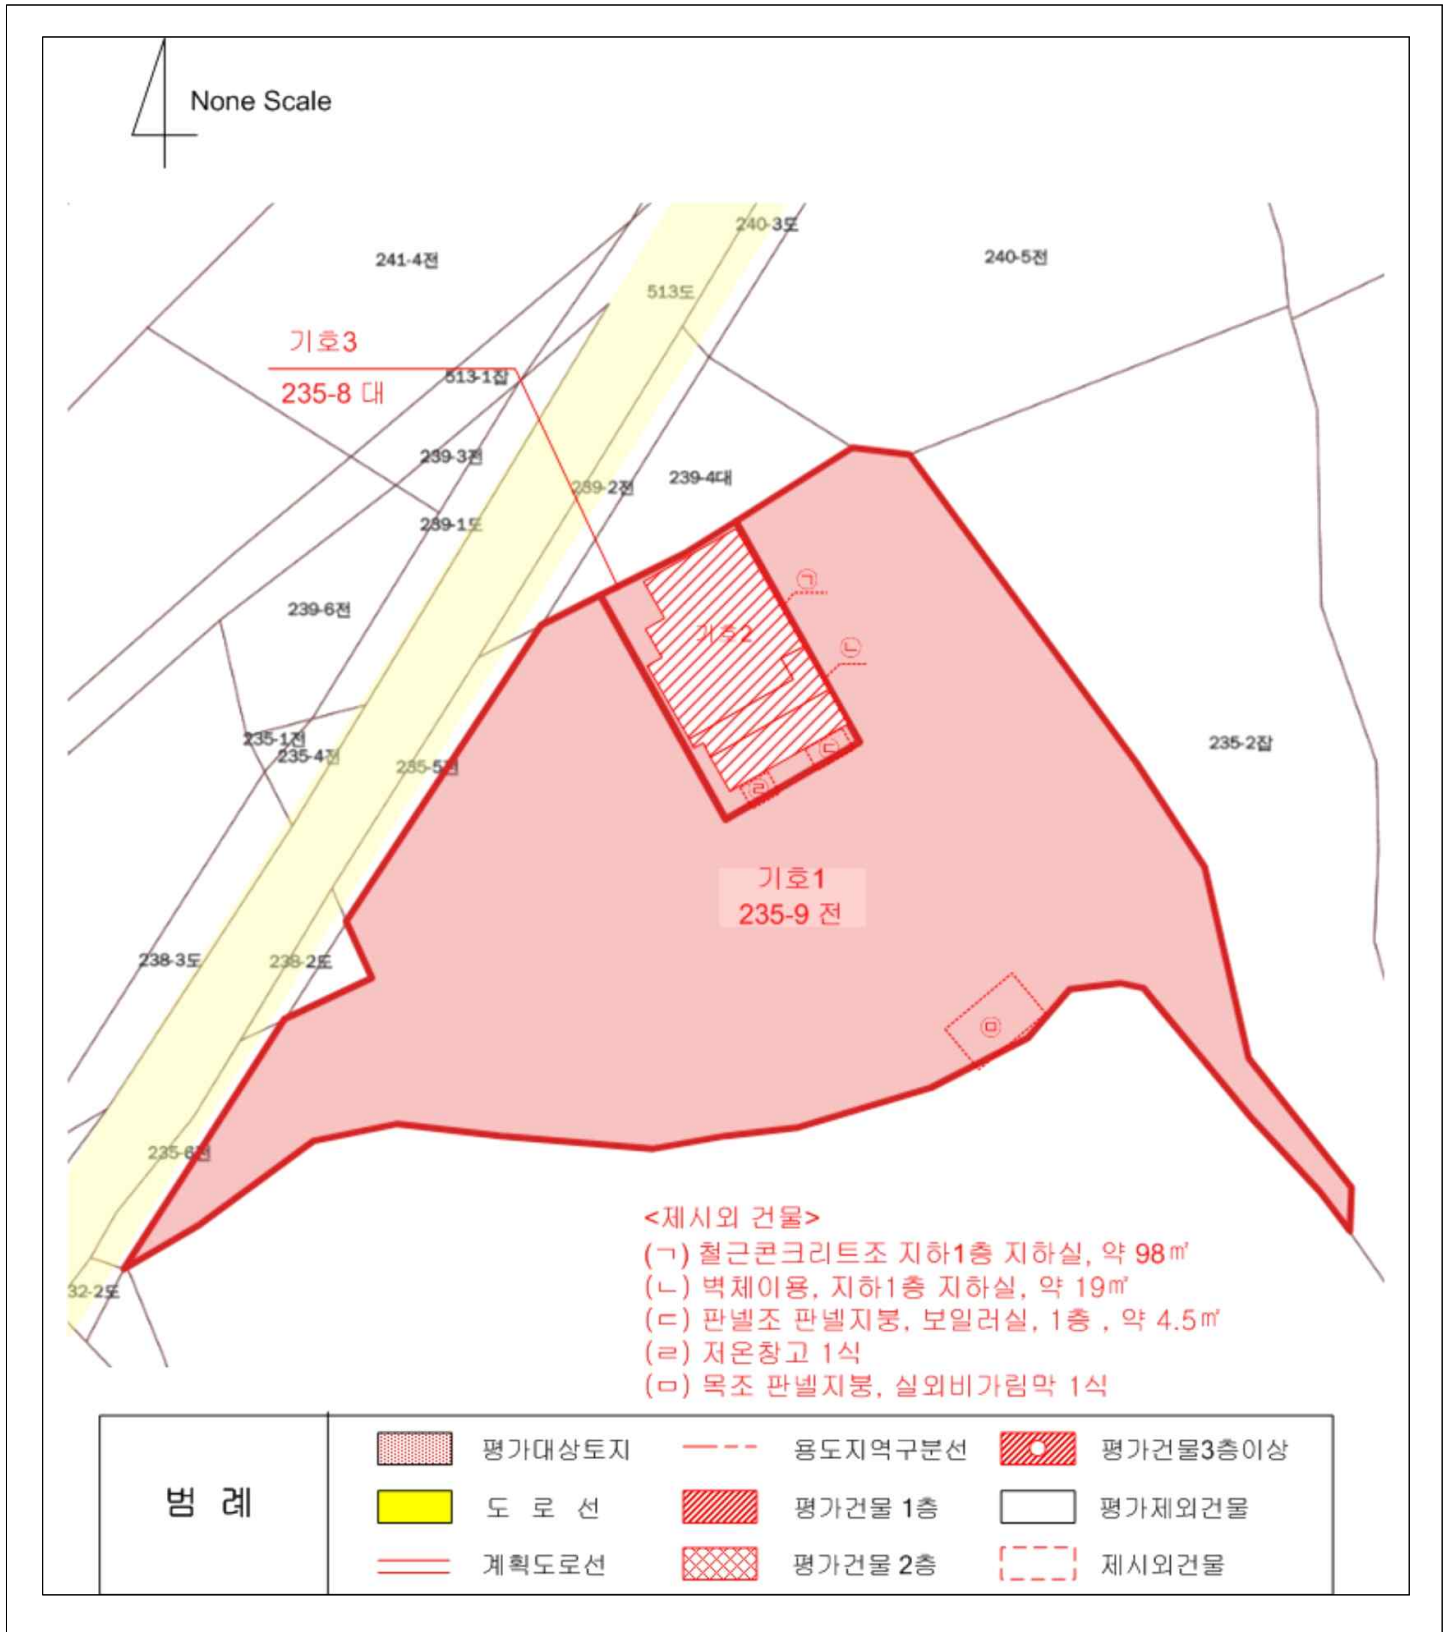 None Scale
240-3도
241-4전
240-5전
513도
기호3
513-1잡
235-8 대
239-3전
239-4대
239-2전
239-1도
㉠
239-6전
기호2
㉡
235-1전
235-2잡
235-4전
235-5전
㉢
㉣
기호1
235-9 전
238-3도
238-2도
㉤
235-6전
<제시외 건물>
(ㄱ) 철근콘크리트조 지하1층 지하실, 약 98㎡
(ㄴ) 벽체이용, 지하1층 지하실, 약 19㎡
32-2도
(ㄷ) 판넬조 판넬지붕, 보일러실, 1층 , 약 4.5㎡
(ㄹ) 저온창고 1식
(ㅁ) 목조 판넬지붕, 실외비가림막 1식
범 례
평가대상토지 용도지역구분선 평가건물3층이상
도 로 선 평가건물 1층 평가제외건물
계획도로선 평가건물 2층 제시외건물